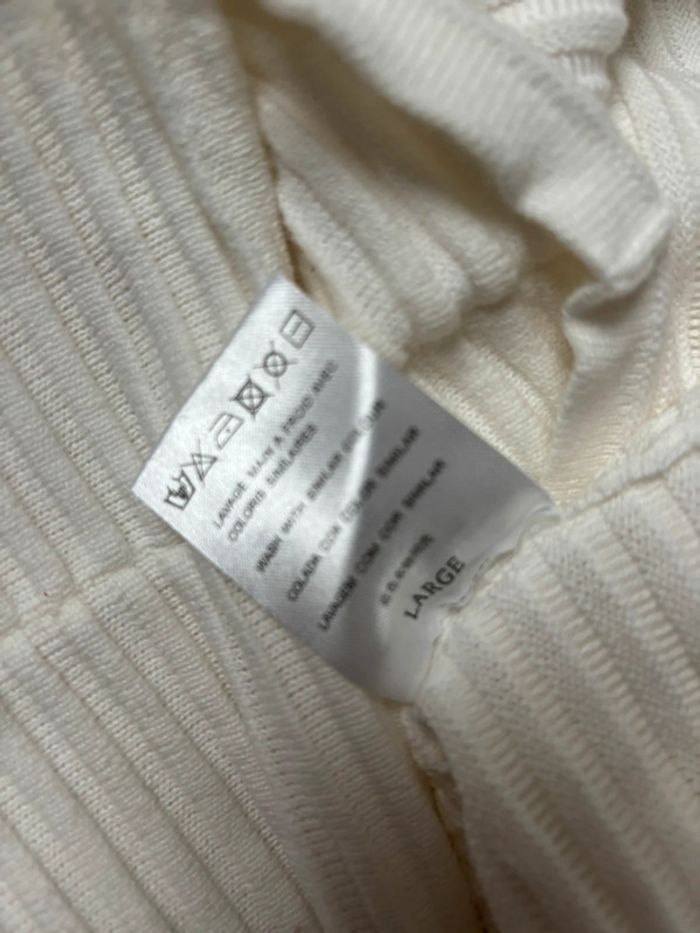 LAVAGE MAIN A FROID AVEC
COLORIS SIMILAIRES
WASH WITH SIMILAR COLOUR
COLADA CON COLOR SIMILAR
LAVAGEM COM COR SIMILAR
LARGE